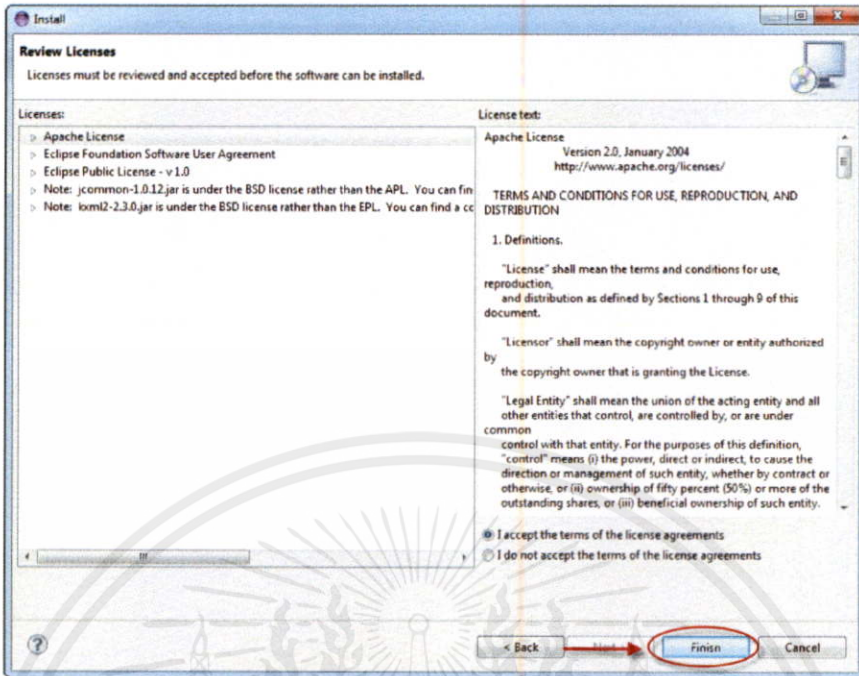 Install
Review Licenses
Licenses must be reviewed and accepted before the software can be installed.
Licenses:
Apache License
Eclipse Foundation Software User Agreement
Eclipse Public License - v 1.0
Note: jcommon-1.0.12.jar is under the BSD license rather than the APL. You can fin
Note: kxml2-2.3.0.jar is under the BSD license rather than the EPL. You can find a cc
License text:
Apache License
Version 2.0, January 2004
http://www.apache.org/licenses/
TERMS AND CONDITIONS FOR USE, REPRODUCTION, AND
DISTRIBUTION
1. Definitions.
"License" shall mean the terms and conditions for use,
reproduction,
and distribution as defined by Sections 1 through 9 of this
document.
"Licensor" shall mean the copyright owner or entity authorized
by
the copyright owner that is granting the License.
"Legal Entity" shall mean the union of the acting entity and all
other entities that control, are controlled by, or are under
common
control with that entity. For the purposes of this definition,
"control" means (i) the power, direct or indirect, to cause the
direction or management of such entity, whether by contract or
otherwise, or (ii) ownership of fifty percent (50%) or more of the
outstanding shares, or (iii) beneficial ownership of such entity.
I accept the terms of the license agreements
I do not accept the terms of the license agreements
< Back
Next >
Finish
Cancel